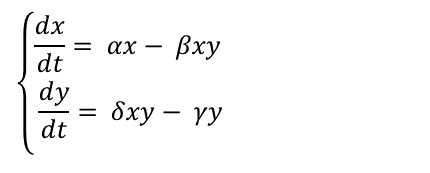 dx/dt = αx − βxy
dy/dt = δxy − γy